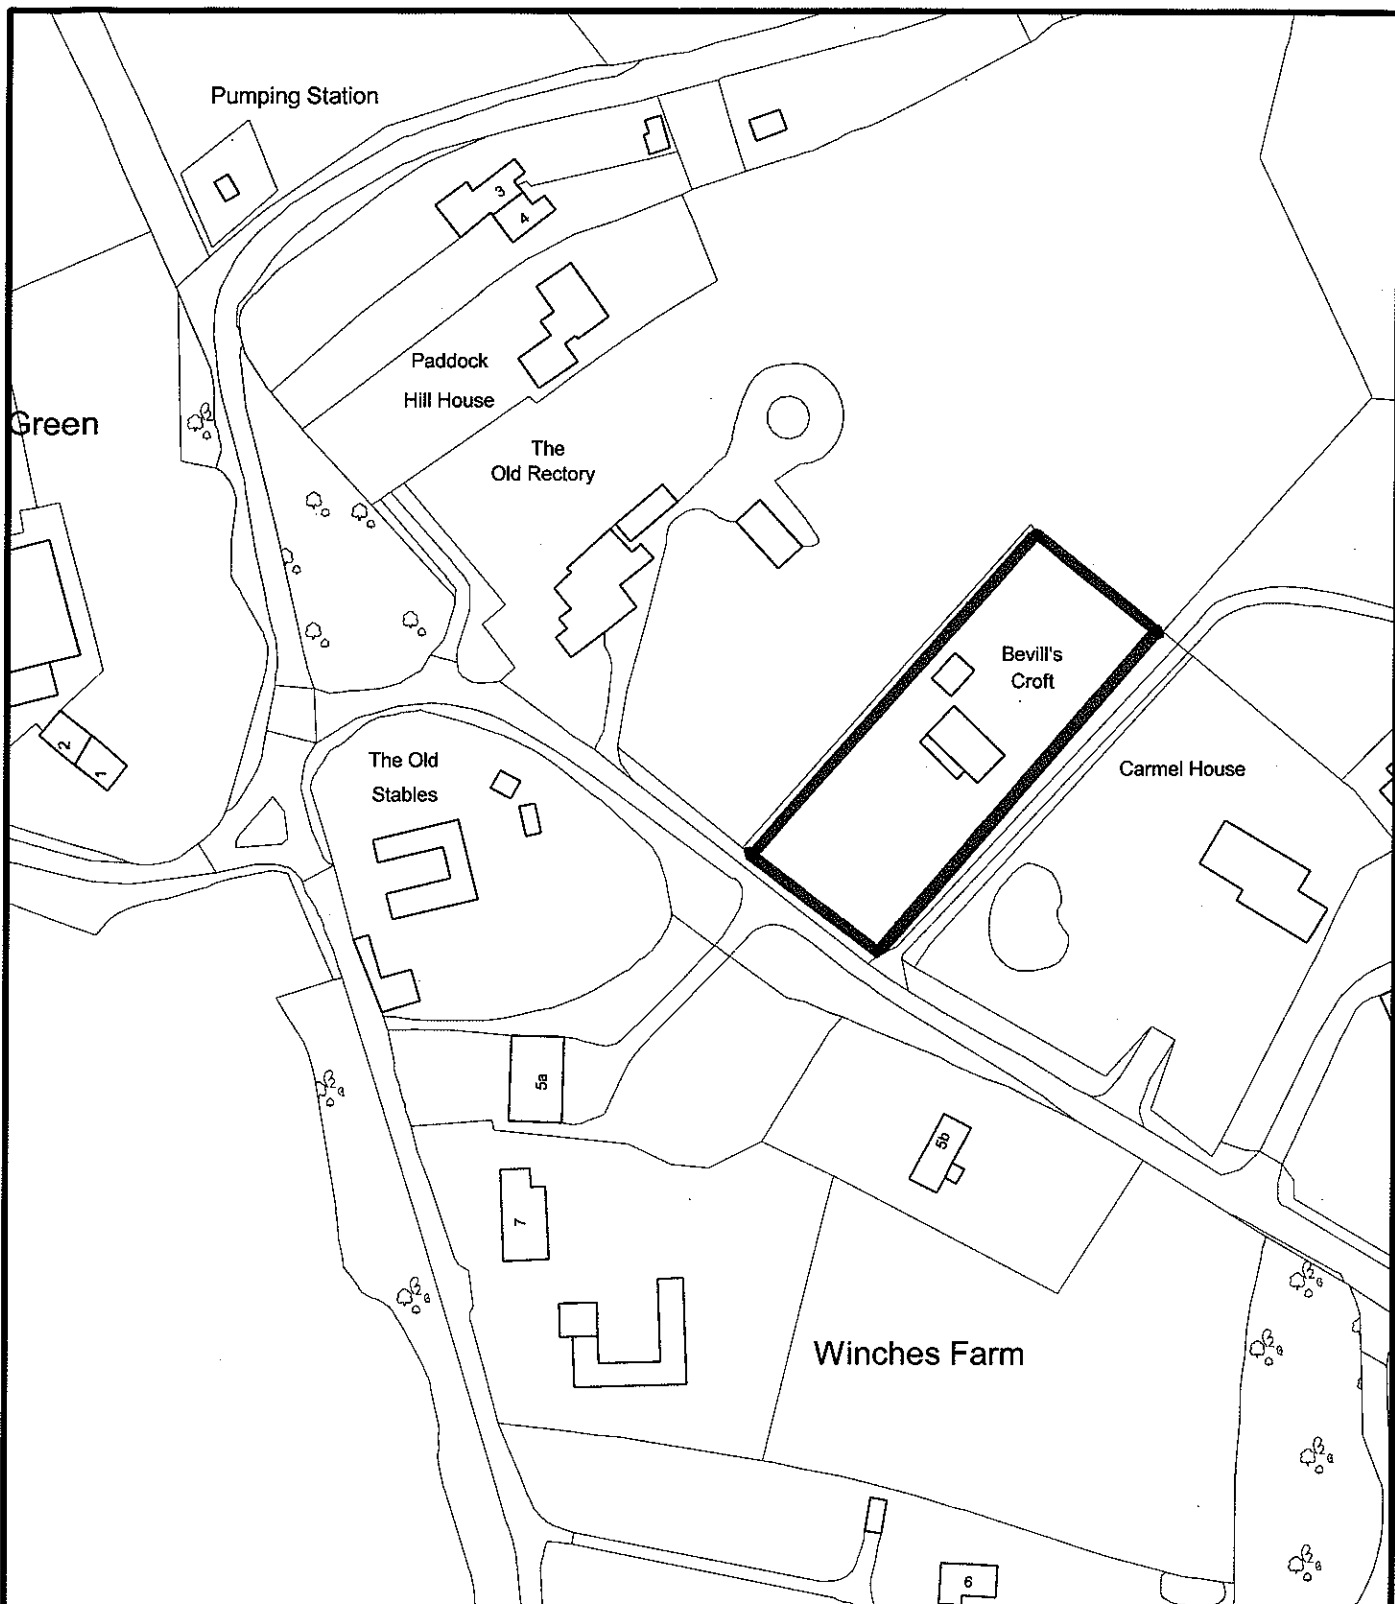 Pumping Station
3
4
Paddock
Hill House
Green
The
Old Rectory
Bevill's
Croft
2
1
The Old
Stables
Carmel House
5a
5b
7
Winches Farm
6